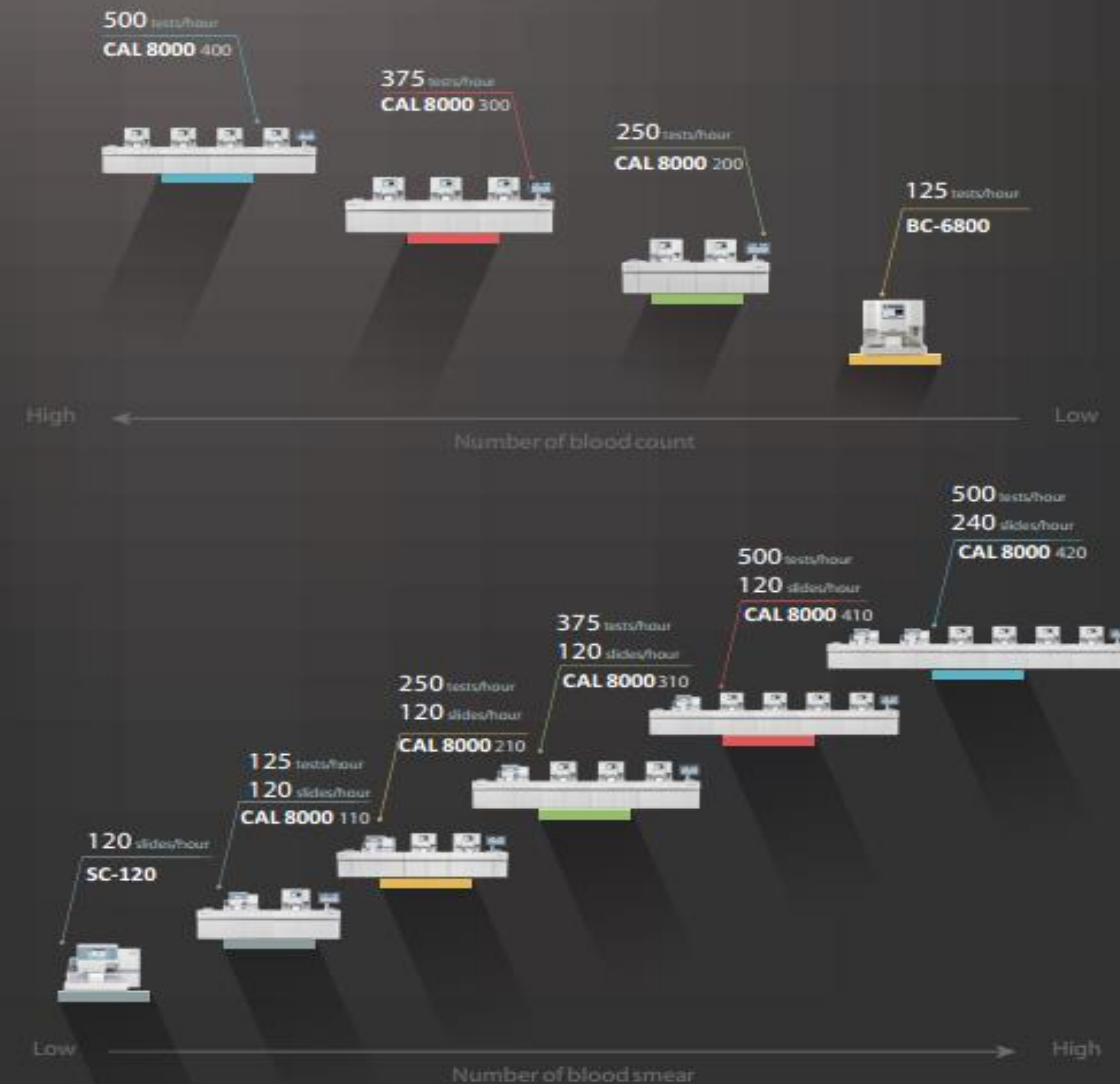 500 tests/hour
CAL 8000 400
375 tests/hour
CAL 8000 300
250 tests/hour
CAL 8000 200
125 tests/hour
BC-6800
High
Low
Number of blood count
500 tests/hour
240 slides/hour
CAL 8000 420
500 tests/hour
120 slides/hour
CAL 8000 410
375 tests/hour
120 slides/hour
CAL 8000 310
250 tests/hour
120 slides/hour
CAL 8000 210
125 tests/hour
120 slides/hour
CAL 8000 110
120 slides/hour
SC-120
Low
High
Number of blood smear